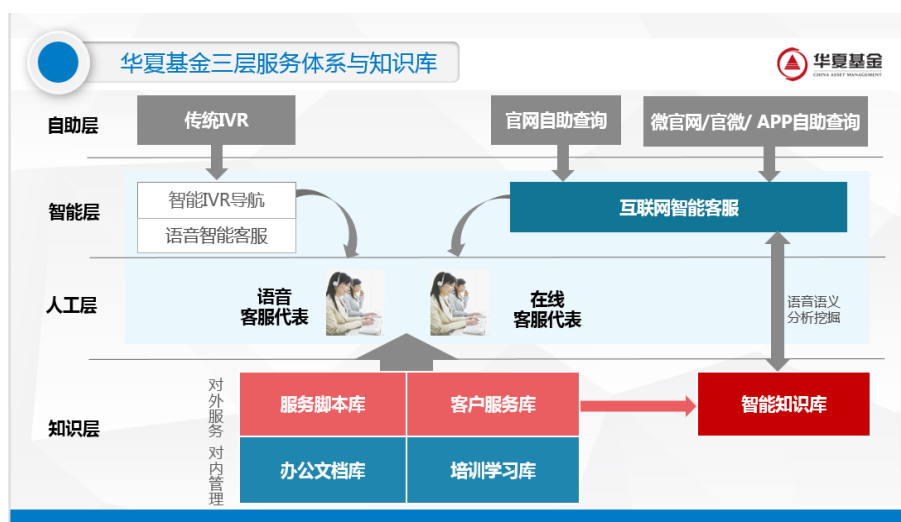 华夏基金三层服务体系与知识库
华夏基金
CHINA ASSET MANAGEMENT
自助层
传统IVR
官网自助查询
微官网/官微/ APP自助查询
智能层
智能IVR导航
语音智能客服
互联网智能客服
人工层
语音
客服代表
在线
客服代表
语音语义
分析挖掘
知识层
对外服务
服务脚本库
客户服务库
智能知识库
对内管理
办公文档库
培训学习库